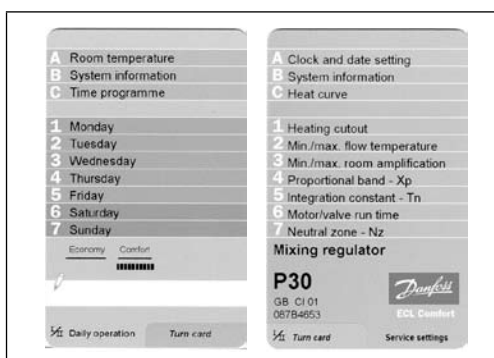 A Room temperature
B System information
C Time programme
1 Monday
2 Tuesday
3 Wednesday
4 Thursday
5 Friday
6 Saturday
7 Sunday
Economy Comfort
Daily operation Turn card
A Clock and date setting
B System information
C Heat curve
1 Heating cutout
2 Min./max. flow temperature
3 Min./max. room amplification
4 Proportional band - Xp
5 Integration constant - Tn
6 Motor/valve run time
7 Neutral zone - Nz
Mixing regulator
P30
GB CI 01
087B4653
Danfoss
ECL Comfort
Turn card Service settings